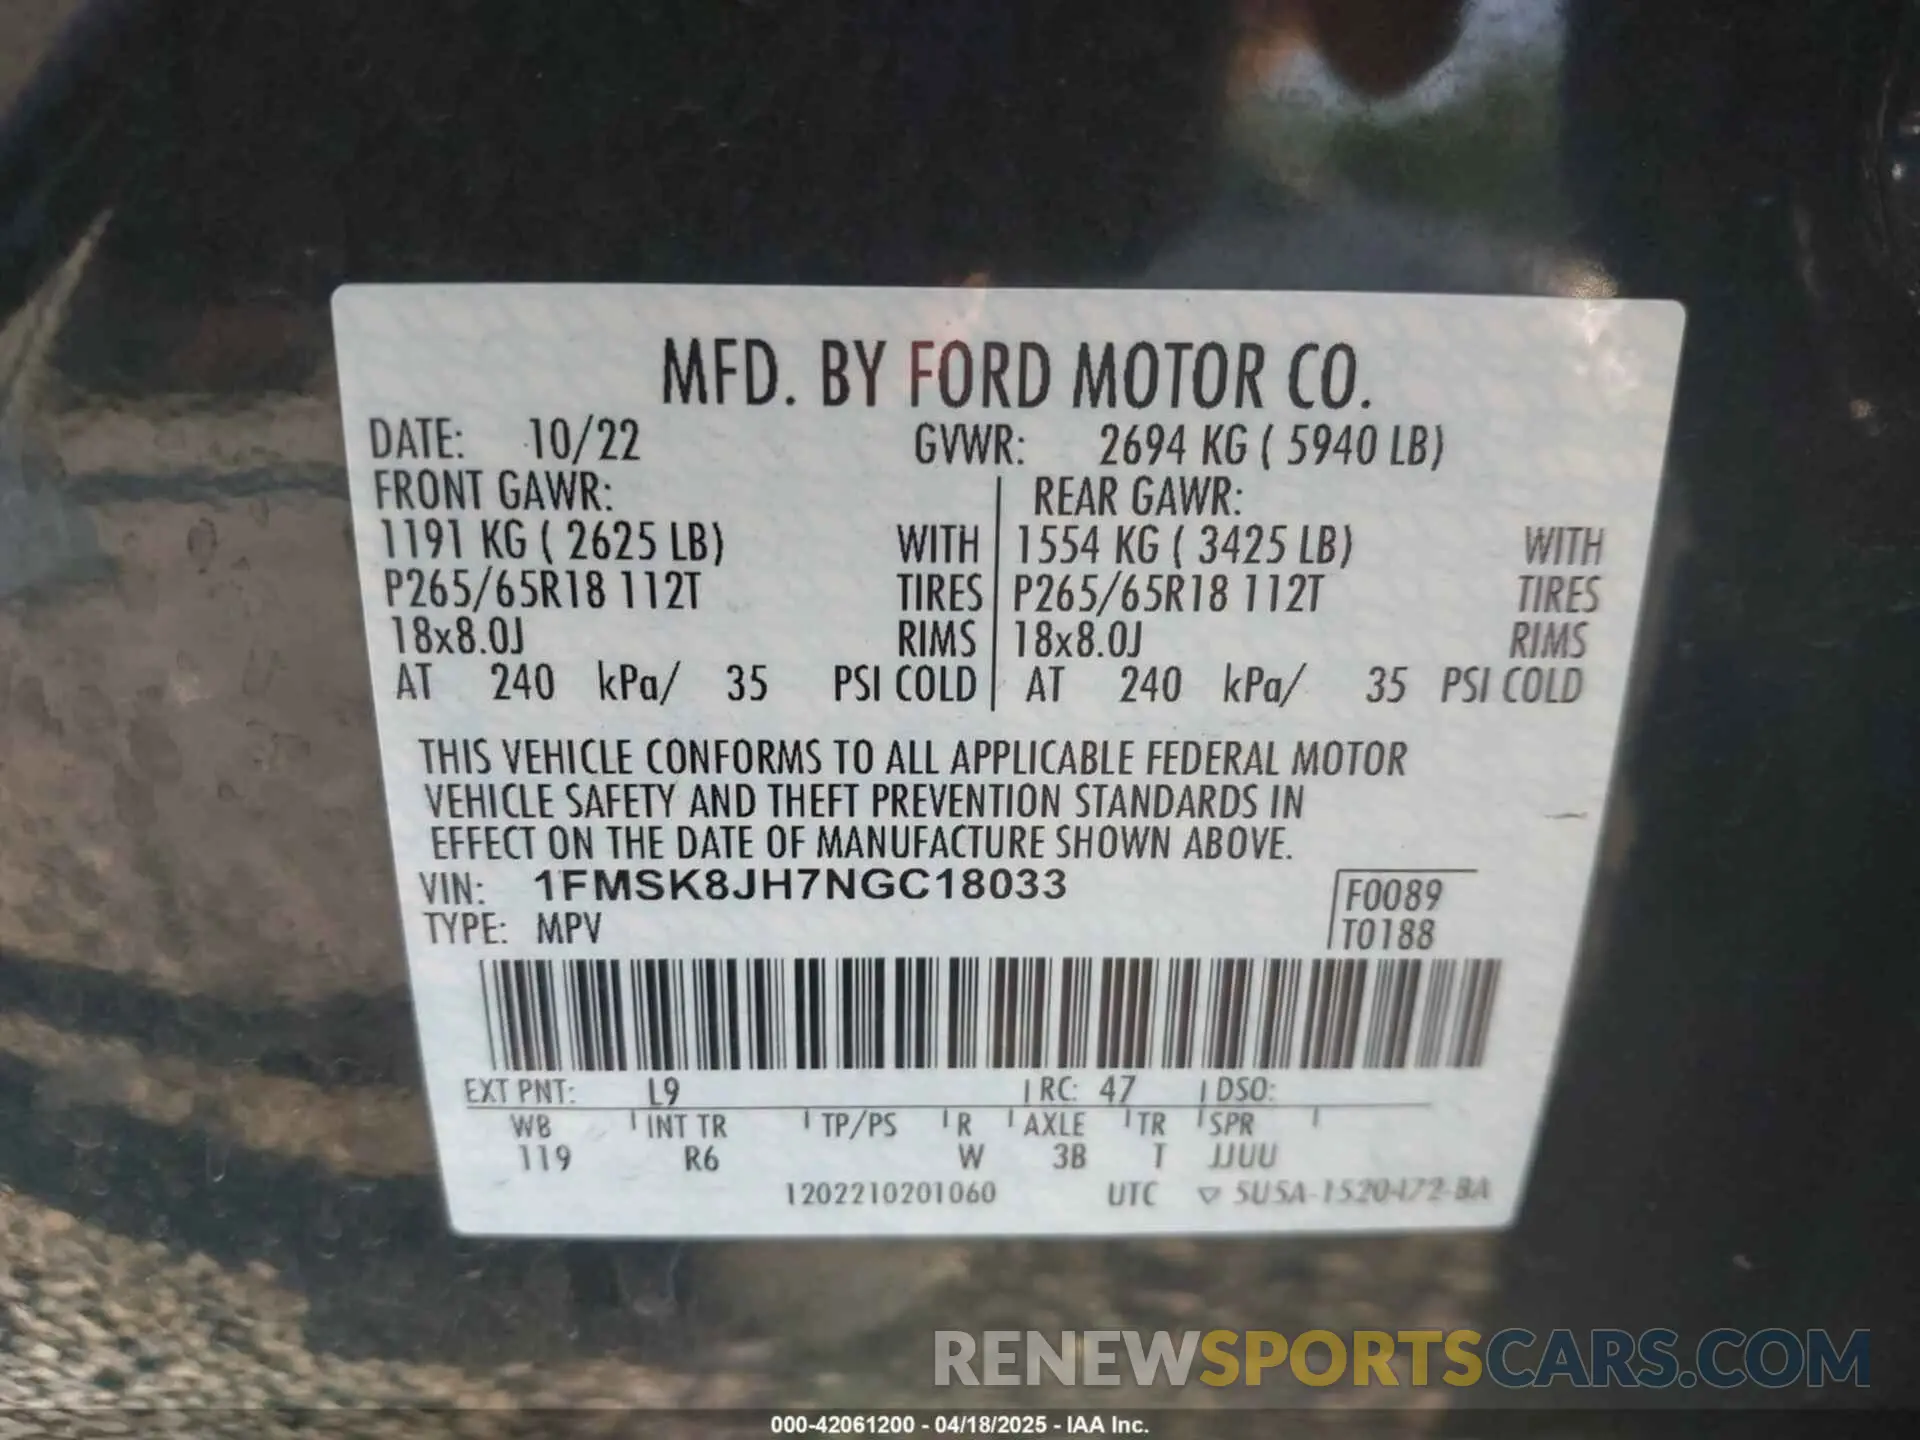 MFD. BY FORD MOTOR CO.
DATE: 10/22 GVWR: 2694 KG ( 5940 LB)
FRONT GAWR: REAR GAWR:
1191 KG ( 2625 LB) WITH 1554 KG ( 3425 LB) WITH
P265/65R18 112T TIRES P265/65R18 112T TIRES
18x8.0J RIMS 18x8.0J RIMS
AT 240 kPa/ 35 PSI COLD AT 240 kPa/ 35 PSI COLD
THIS VEHICLE CONFORMS TO ALL APPLICABLE FEDERAL MOTOR
VEHICLE SAFETY AND THEFT PREVENTION STANDARDS IN
EFFECT ON THE DATE OF MANUFACTURE SHOWN ABOVE.
VIN: 1FMSK8JH7NGC18033 F0089
TYPE: MPV T0188
EXT PNT: L9 RC: 47 DSO:
WB INT TR TP/PS R AXLE TR SPR
119 R6 W 3B T JJUU
1202210201060 UTC ▽ 5U5A-1520472-BA
RENEWSPORTSCARS.COM
000-42061200 - 04/18/2025 - IAA Inc.